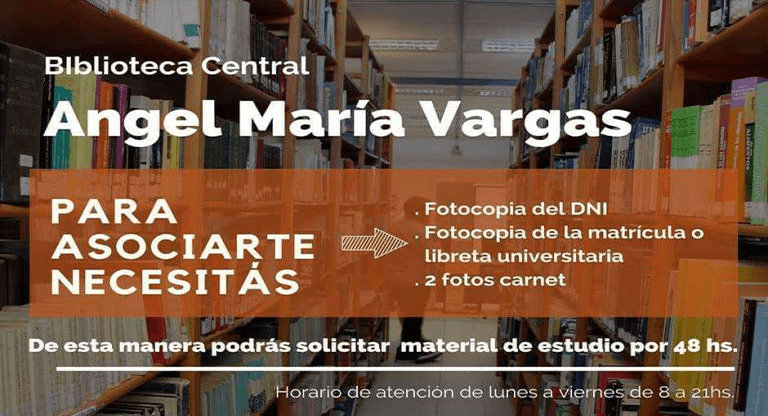 BIblioteca Central
Angel María Vargas
PARA
ASOCIARTE
NECESITÁS
. Fotocopia del DNI
. Fotocopia de la matrícula o
libreta universitaria
. 2 fotos carnet
De esta manera podrás solicitar material de estudio por 48 hs.
Horario de atención de lunes a viernes de 8 a 21hs.